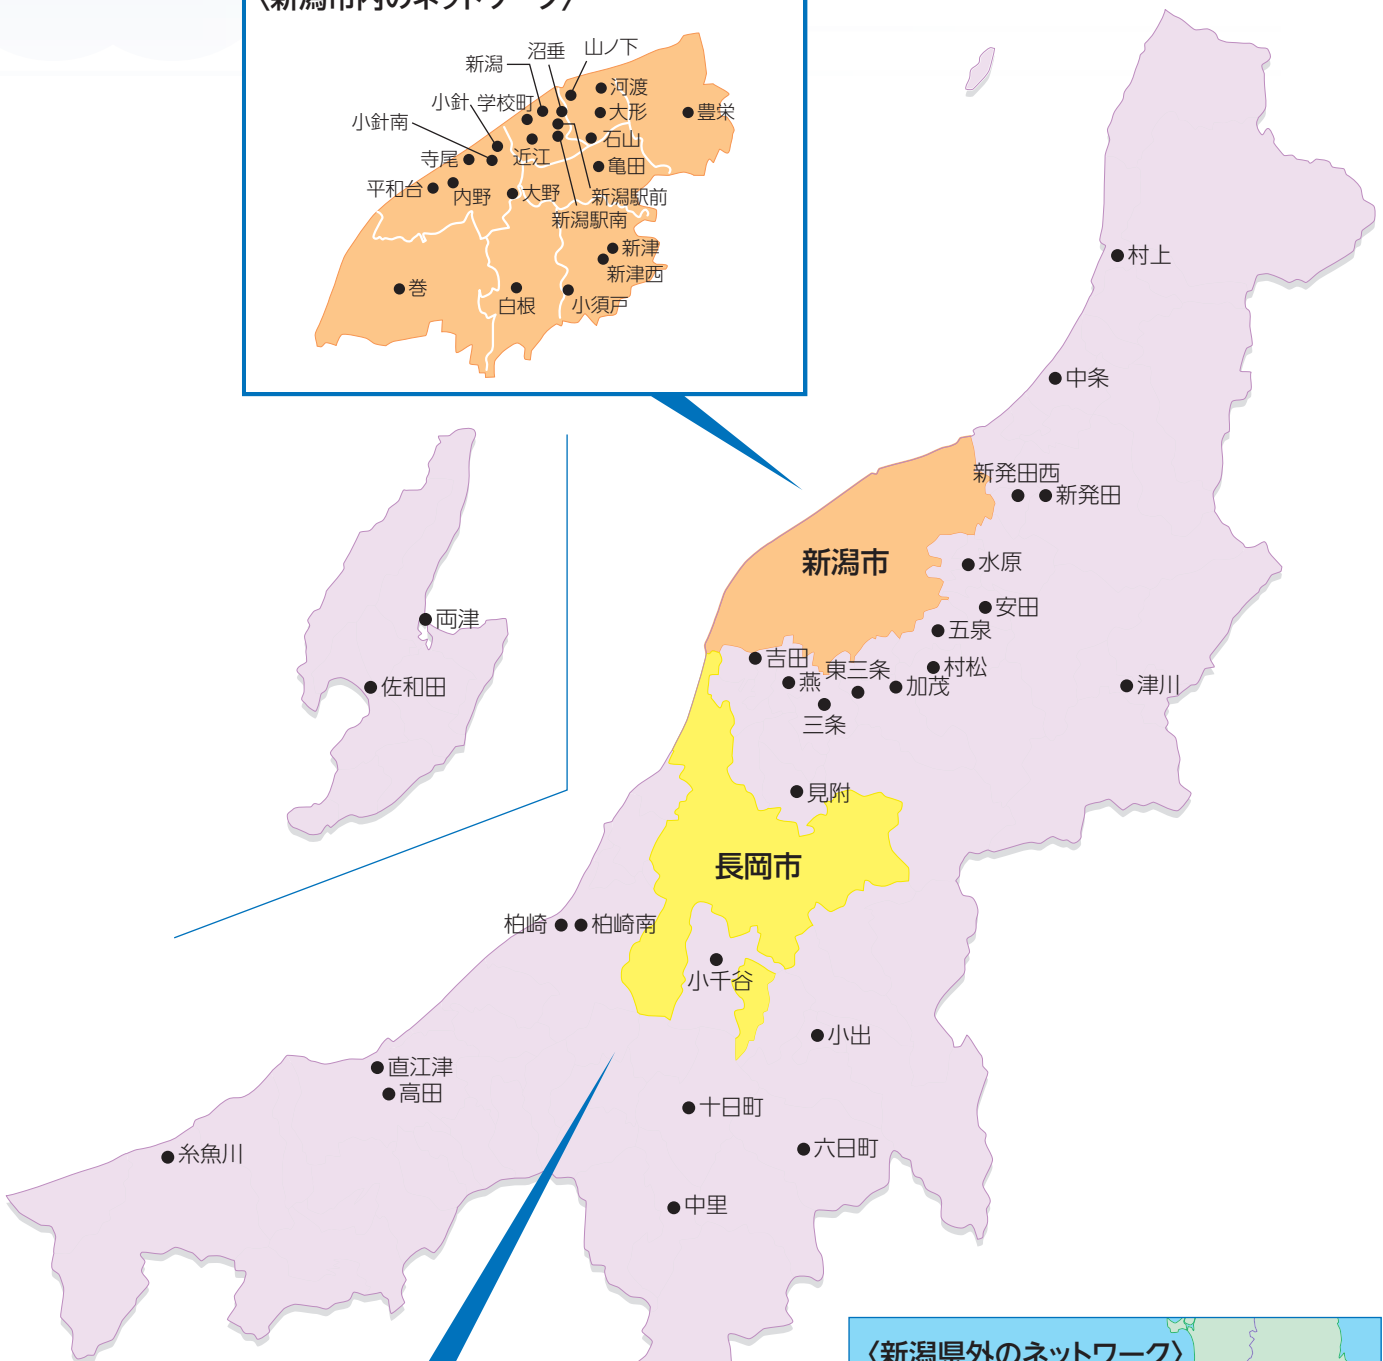 〈新潟市内のネットワーク〉
山ノ下
沼垂
新潟
河渡
小針
学校町
大形
豊栄
小針南
石山
寺尾
近江
亀田
平和台
内野
大野
新潟駅前
新潟駅南
新津
新津西
巻
白根
小須戸
村上
中条
新発田西
新発田
新潟市
水原
安田
両津
五泉
吉田
東三条
村松
佐和田
燕
加茂
津川
三条
見附
長岡市
柏崎
柏崎南
小千谷
小出
直江津
高田
十日町
六日町
糸魚川
中里
〈新潟県外のネットワーク〉